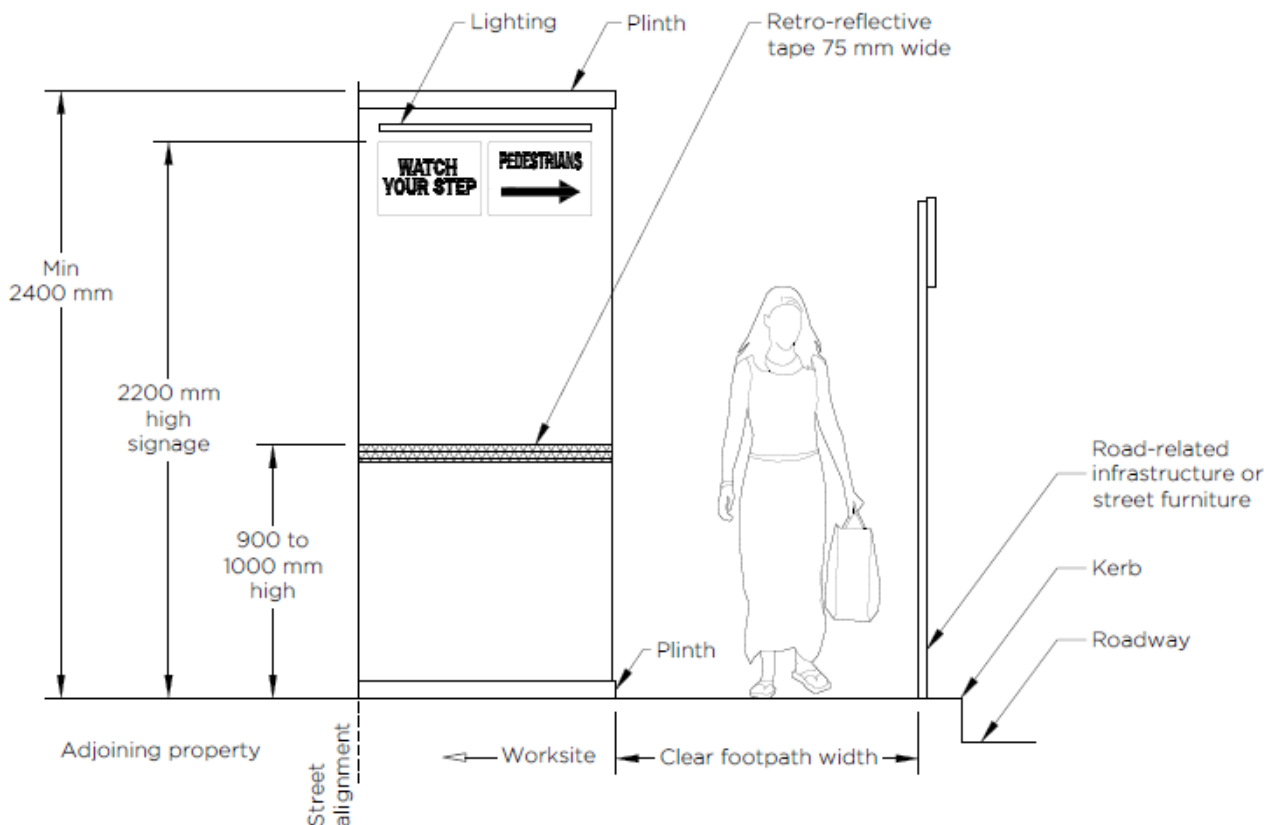 Lighting
Plinth
Retro-reflective
tape 75 mm wide
WATCH
YOUR STEP
PEDESTRIANS
Min
2400 mm
2200 mm
high
signage
900 to
1000 mm
high
Road-related
infrastructure or
street furniture
Kerb
Roadway
Plinth
Adjoining property
Street
alignment
Worksite
Clear footpath width